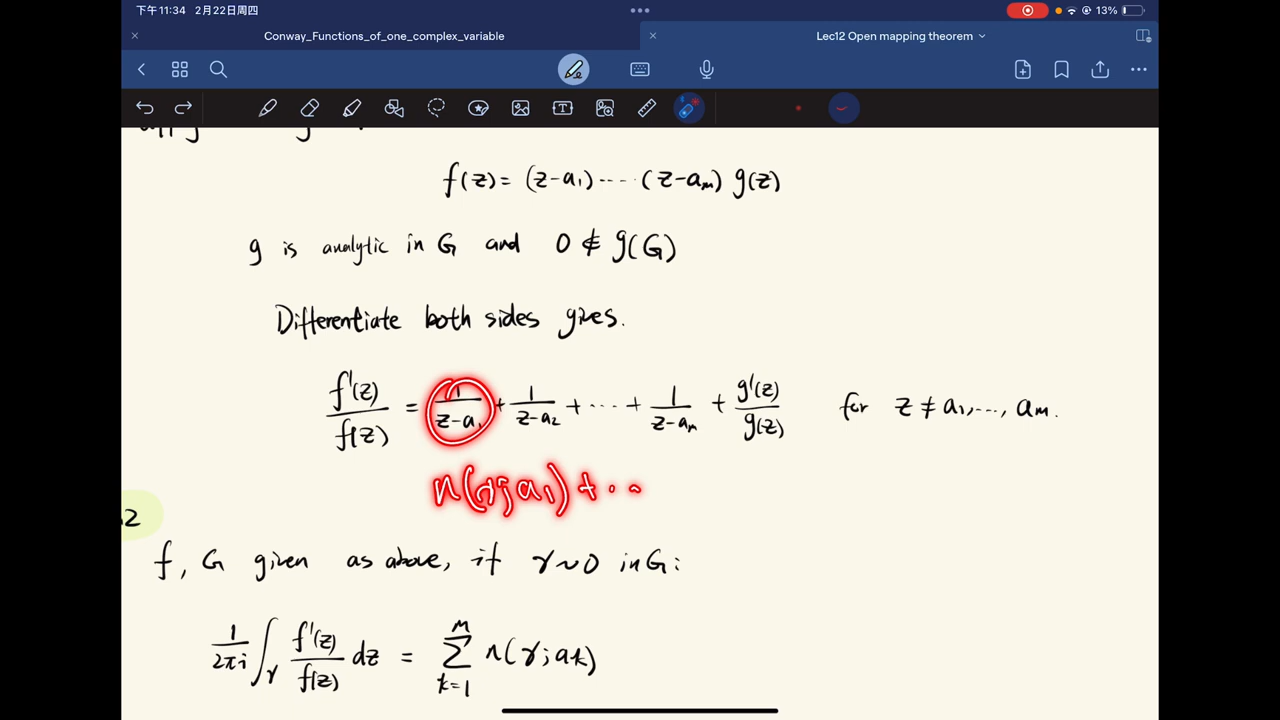 下午11:34 2月22日周四
13%
Conway_Functions_of_one_complex_variable
Lec12 Open mapping theorem
f(z) = (z-a₁)·····(z-aₘ) g(z)
g is analytic in G and 0 ∉ g(G)
Differentiate both sides gives.
f'(z)/f(z) = 1/(z-a₁) + 1/(z-a₂) + ··· + 1/(z-aₘ) + g'(z)/g(z) for z ≠ a₁, ..., aₘ.
n(γ; a₁) + ···
2
f, G given as above, if γ ~ 0 in G:
1/(2πi) ∫_γ f'(z)/f(z) dz = ∑_{k=1}^{m} n(γ; aₖ)